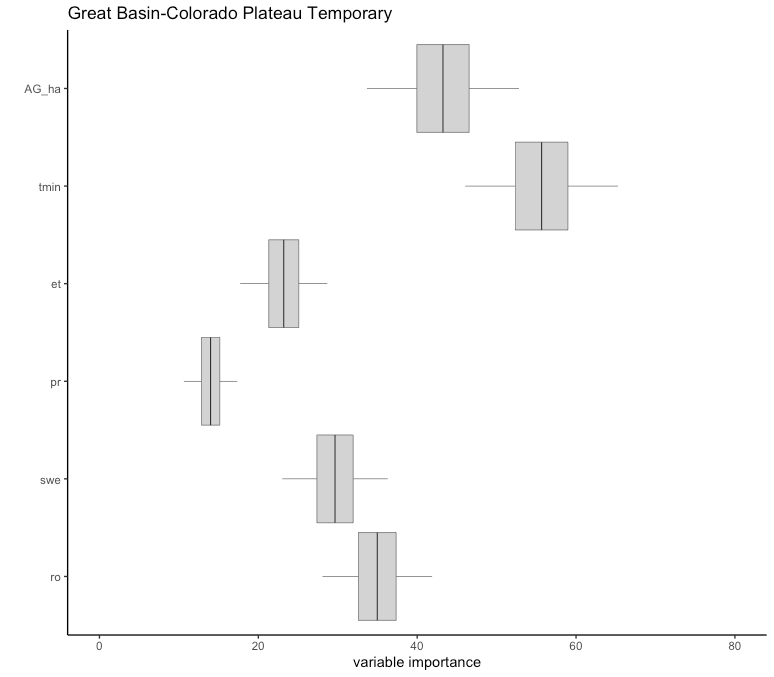 Great Basin-Colorado Plateau Temporary
AG_ha
tmin
et
pr
swe
ro
0 20 40 60 80
variable importance